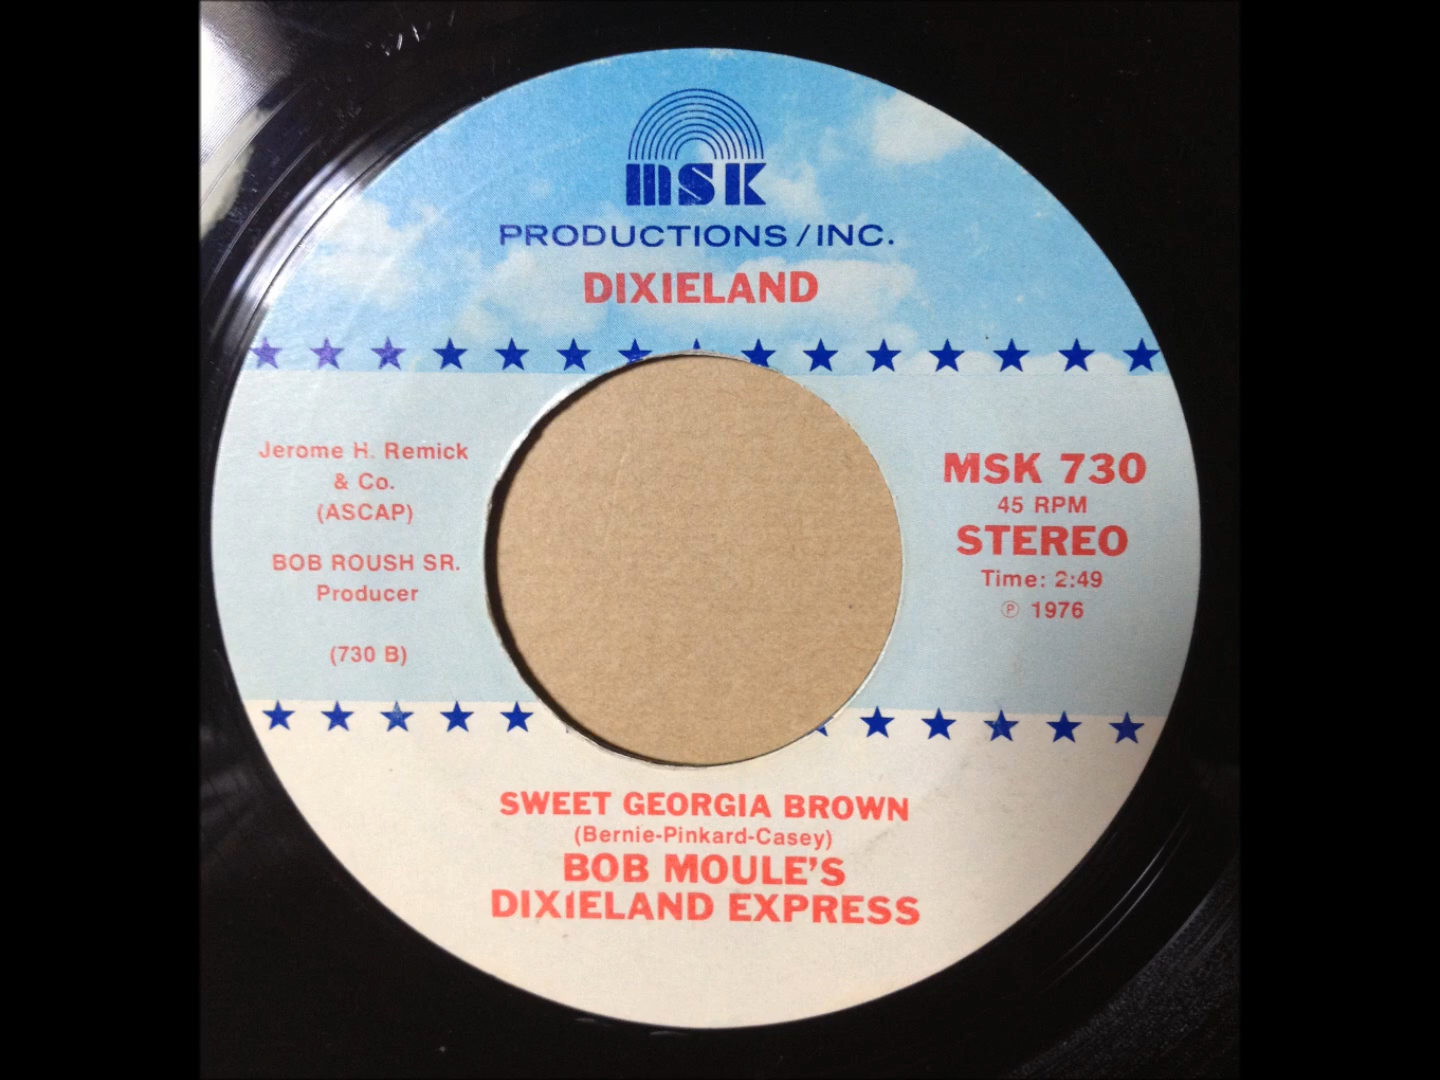 msk
PRODUCTIONS/INC.
DIXIELAND
Jerome H. Remick
& Co.
(ASCAP)
BOB ROUSH SR.
Producer
(730 B)
MSK 730
45 RPM
STEREO
Time: 2:49
℗ 1976
SWEET GEORGIA BROWN
(Bernie-Pinkard-Casey)
BOB MOULE'S
DIXIELAND EXPRESS